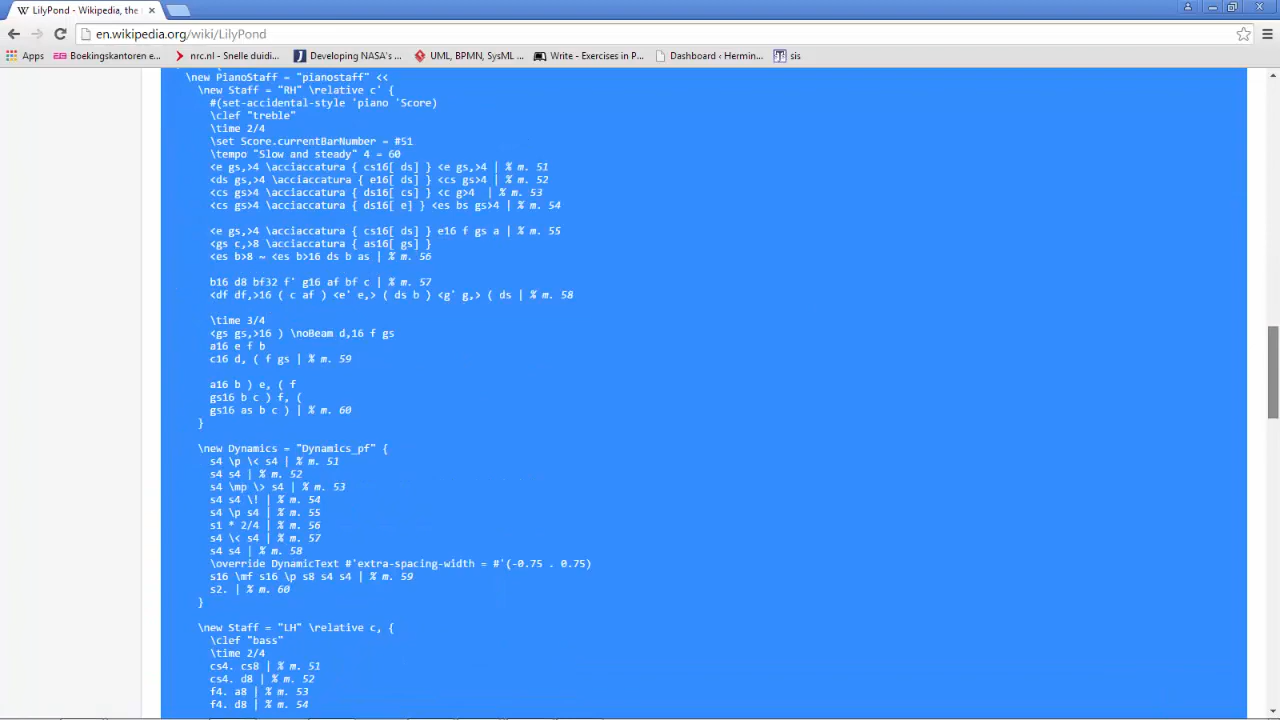 LilyPond - Wikipedia, the
en.wikipedia.org/wiki/LilyPond
Apps Boekingskantoren e... nrc.nl - Snelle duidi... Developing NASA's ... UML, BPMN, SysML ... Write - Exercises in P... Dashboard ‹ Hermin... sis
\new PianoStaff = "pianostaff" <<
\new Staff = "RH" \relative c' {
#(set-accidental-style 'piano 'Score)
\clef "treble"
\time 2/4
\set Score.currentBarNumber = #51
\tempo "Slow and steady" 4 = 60
<e gs,>4 \acciaccatura { cs16[ ds] } <e gs,>4 | % m. 51
<ds gs,>4 \acciaccatura { e16[ ds] } <cs gs>4 | % m. 52
<cs gs>4 \acciaccatura { ds16[ cs] } <c g>4  | % m. 53
<cs gs>4 \acciaccatura { ds16[ e] } <es bs gs>4 | % m. 54
<e gs,>4 \acciaccatura { cs16[ ds] } e16 f gs a | % m. 55
<gs c,>8 \acciaccatura { as16[ gs] }
<es b>8 ~ <es b>16 ds b as | % m. 56
b16 d8 bf32 f' g16 af bf c | % m. 57
<df df,>16 ( c af ) <e' e,> ( ds b ) <g' g,> ( ds | % m. 58
\time 3/4
<gs gs,>16 ) \noBeam d,16 f gs
a16 e f b
c16 d, ( f gs | % m. 59
a16 b ) e, ( f
gs16 b c ) f, (
gs16 as b c ) | % m. 60
}
\new Dynamics = "Dynamics_pf" {
s4 \p \< s4 | % m. 51
s4 s4 | % m. 52
s4 \mp \> s4 | % m. 53
s4 s4 \! | % m. 54
s4 \p s4 | % m. 55
s1 * 2/4 | % m. 56
s4 \< s4 | % m. 57
s4 s4 | % m. 58
\override DynamicText #'extra-spacing-width = #'(-0.75 . 0.75)
s16 \mf s16 \p s8 s4 s4 | % m. 59
s2. | % m. 60
}
\new Staff = "LH" \relative c, {
\clef "bass"
\time 2/4
cs4. cs8 | % m. 51
cs4. d8 | % m. 52
f4. a8 | % m. 53
f4. d8 | % m. 54